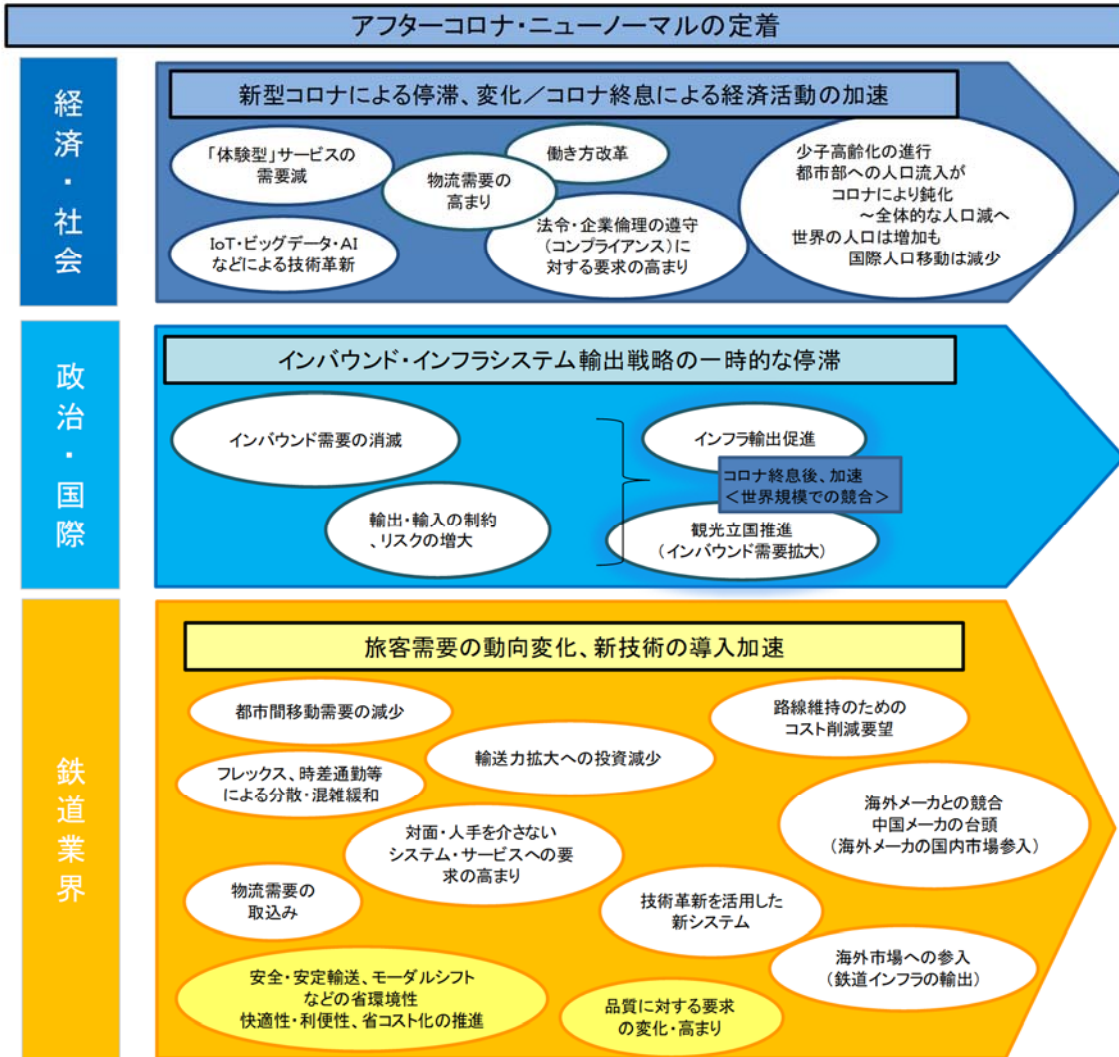 アフターコロナ・ニューノーマルの定着
経済・社会
新型コロナによる停滞、変化／コロナ終息による経済活動の加速
「体験型」サービスの
需要減
物流需要の
高まり
働き方改革
IoT・ビッグデータ・AI
などによる技術革新
法令・企業倫理の遵守
(コンプライアンス)に
対する要求の高まり
少子高齢化の進行
都市部への人口流入が
コロナにより鈍化
～全体的な人口減へ
世界の人口は増加も
国際人口移動は減少
政治・国際
インバウンド・インフラシステム輸出戦略の一時的な停滞
インバウンド需要の消滅
輸出・輸入の制約
、リスクの増大
インフラ輸出促進
コロナ終息後、加速
＜世界規模での競合＞
観光立国推進
(インバウンド需要拡大)
鉄道業界
旅客需要の動向変化、新技術の導入加速
都市間移動需要の減少
路線維持のための
コスト削減要望
輸送力拡大への投資減少
フレックス、時差通勤等
による分散・混雑緩和
海外メーカとの競合
中国メーカの台頭
(海外メーカの国内市場参入)
対面・人手を介さない
システム・サービスへの要
求の高まり
物流需要の
取込み
技術革新を活用した
新システム
海外市場への参入
(鉄道インフラの輸出)
安全・安定輸送、モーダルシフト
などの省環境性
快適性・利便性、省コスト化の推進
品質に対する要求
の変化・高まり